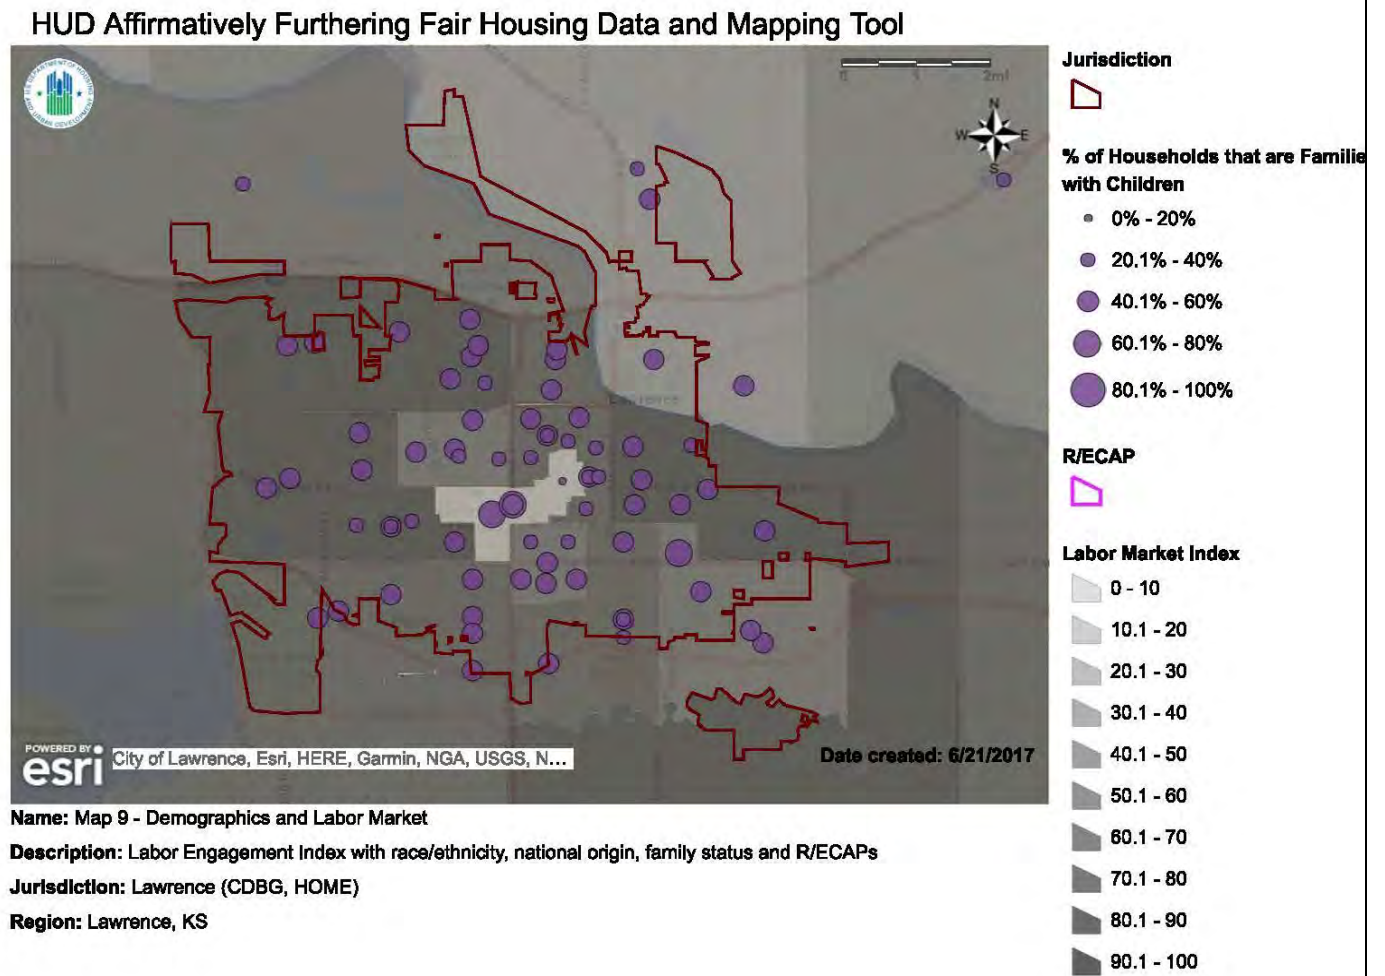 HUD Affirmatively Furthering Fair Housing Data and Mapping Tool
0 1 2mi
N
W E
S
Lawrence
POWERED BY
esri
City of Lawrence, Esri, HERE, Garmin, NGA, USGS, N...
Date created: 6/21/2017
Jurisdiction
% of Households that are Familie
with Children
0% - 20%
20.1% - 40%
40.1% - 60%
60.1% - 80%
80.1% - 100%
R/ECAP
Labor Market Index
0 - 10
10.1 - 20
20.1 - 30
30.1 - 40
40.1 - 50
50.1 - 60
60.1 - 70
70.1 - 80
80.1 - 90
90.1 - 100
Name: Map 9 - Demographics and Labor Market
Description: Labor Engagement Index with race/ethnicity, national origin, family status and R/ECAPs
Jurisdiction: Lawrence (CDBG, HOME)
Region: Lawrence, KS